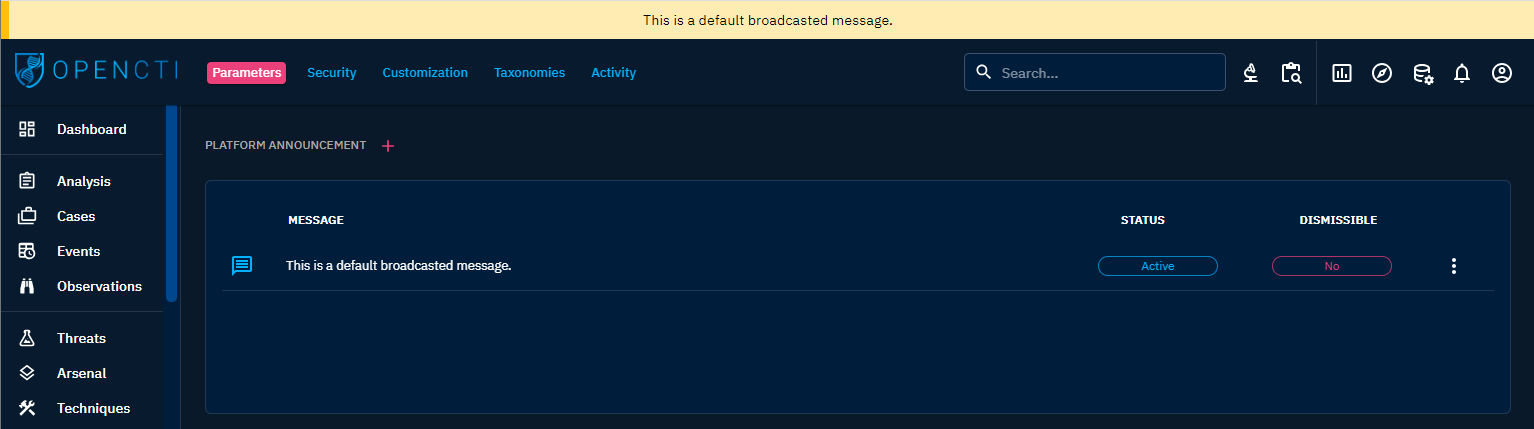 This is a default broadcasted message.
OPENCTI Parameters Security Customization Taxonomies Activity Search...
Dashboard
PLATFORM ANNOUNCEMENT +
Analysis
MESSAGE STATUS DISMISSIBLE
Cases
Events
This is a default broadcasted message. Active No
Observations
Threats
Arsenal
Techniques